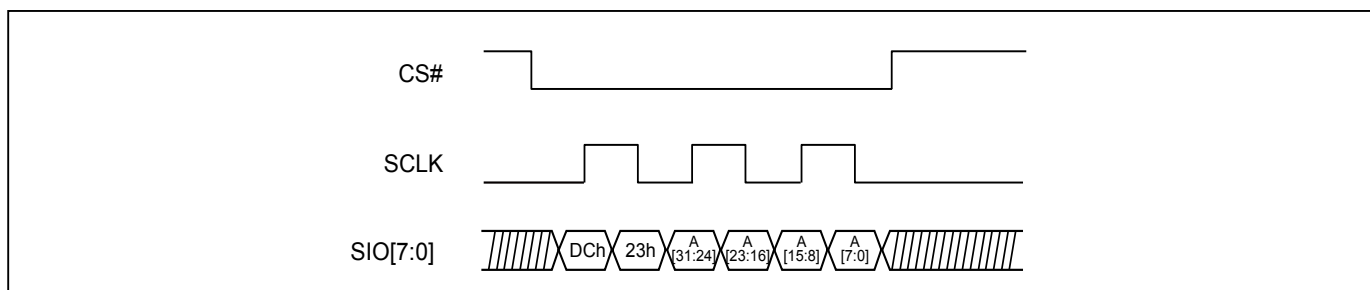 CS#
SCLK
SIO[7:0] DCh 23h A [31:24] A [23:16] A [15:8] A [7:0]